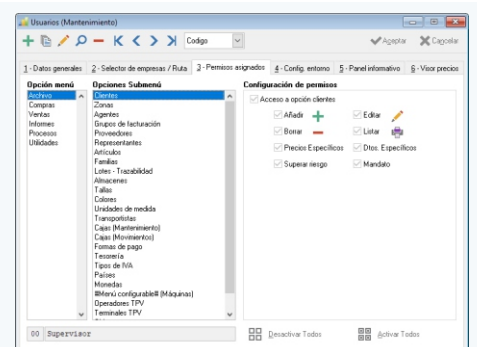 Usuarios (Mantenimiento)
Codigo
Aceptar
Cancelar
1 - Datos generales
2 - Selector de empresas / Ruta
3 - Permisos asignados
4 - Config. entorno
5 - Panel informativo
6 - Visor precios
Opción menú
Archivo
Compras
Ventas
Informes
Procesos
Utilidades
Opciones Submenú
Clientes
Zonas
Agentes
Grupos de facturación
Proveedores
Representantes
Artículos
Familias
Lotes - Trazabilidad
Almacenes
Tallas
Colores
Unidades de medida
Transportistas
Cajas (Mantenimiento)
Cajas (Movimientos)
Formas de pago
Tesorería
Tipos de IVA
Países
Monedas
#Menú configurable# (Máquinas)
Operadores TPV
Terminales TPV
Configuración de permisos
Acceso a opción clientes
Añadir
Editar
Borrar
Listar
Precios Específicos
Dtos. Específicos
Superar riesgo
Mandato
00 Supervisor
Desactivar Todos
Activar Todos